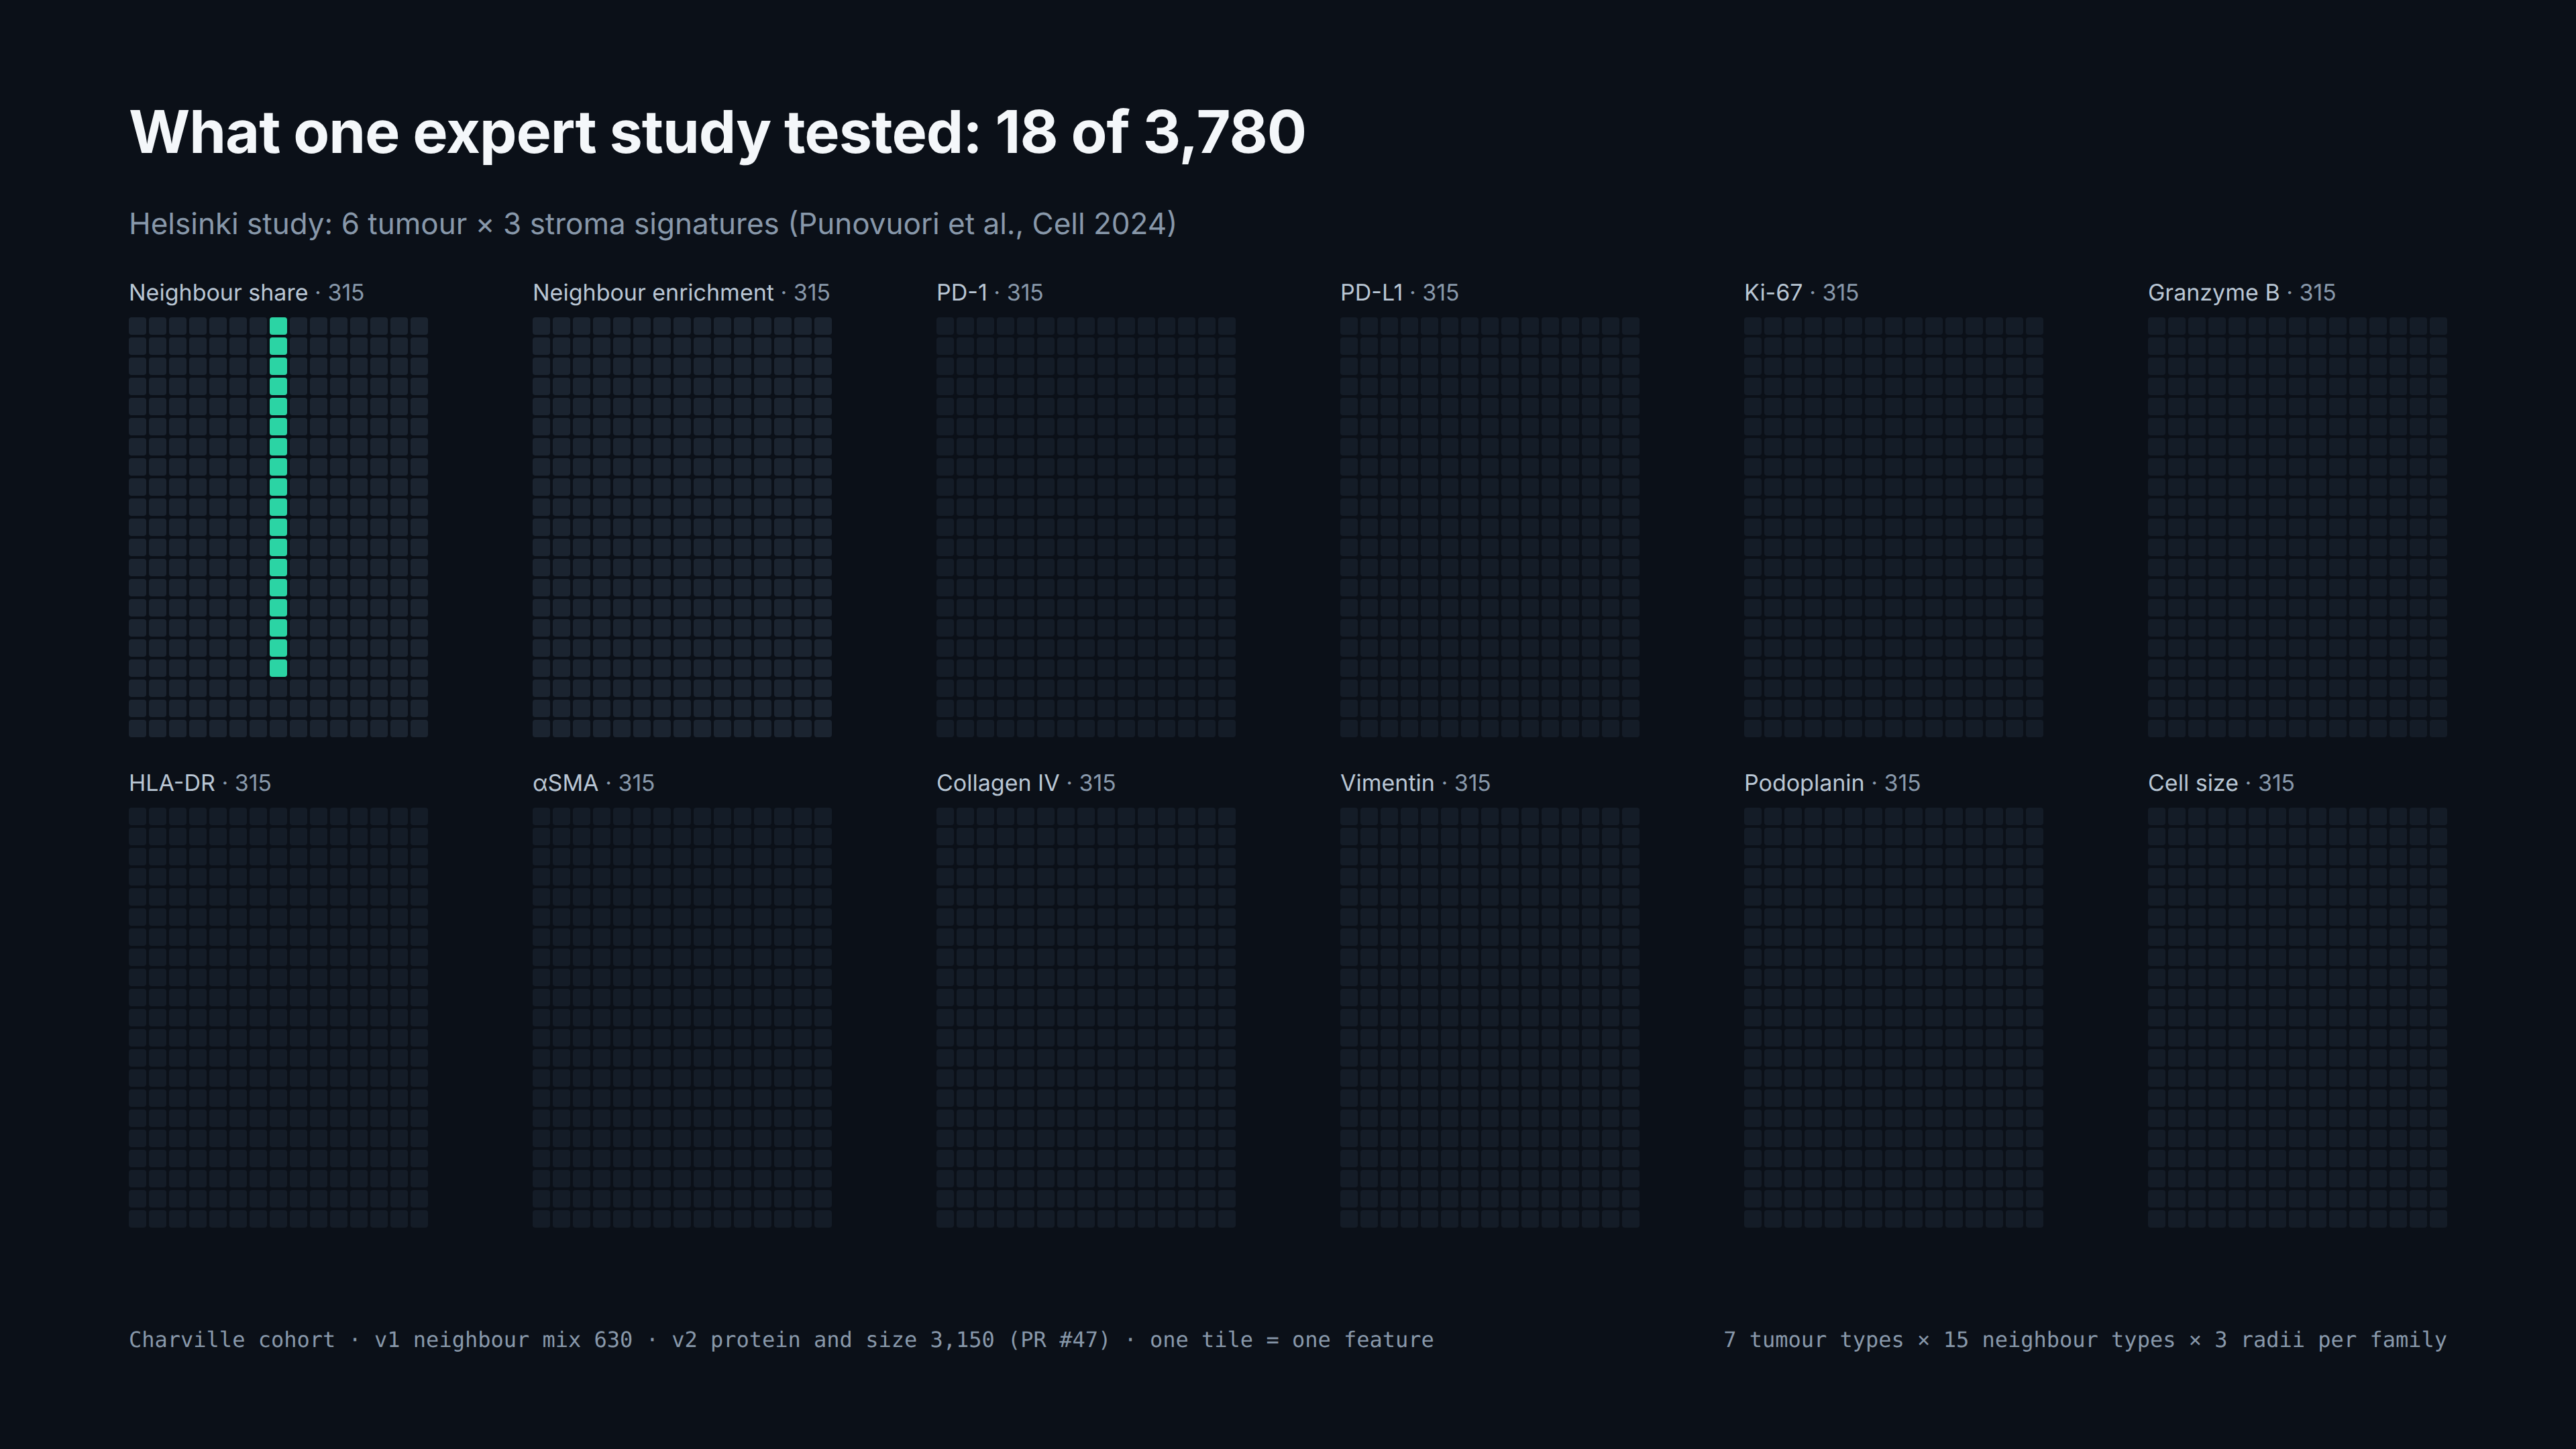 What one expert study tested: 18 of 3,780
Helsinki study: 6 tumour × 3 stroma signatures (Punovuori et al., Cell 2024)
Neighbour share · 315
Neighbour enrichment · 315
PD-1 · 315
PD-L1 · 315
Ki-67 · 315
Granzyme B · 315
HLA-DR · 315
αSMA · 315
Collagen IV · 315
Vimentin · 315
Podoplanin · 315
Cell size · 315
Charville cohort · v1 neighbour mix 630 · v2 protein and size 3,150 (PR #47) · one tile = one feature
7 tumour types × 15 neighbour types × 3 radii per family